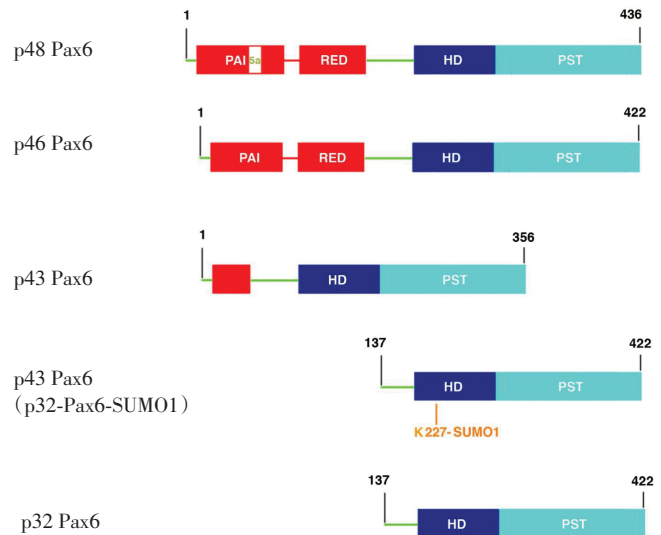 1 436
p48 Pax6 PAI 5a RED HD PST
1 422
p46 Pax6 PAI RED HD PST
1 356
p43 Pax6 HD PST
137 422
p43 Pax6 HD PST
(p32-Pax6-SUMO1)
K227-SUMO1
137 422
p32 Pax6 HD PST